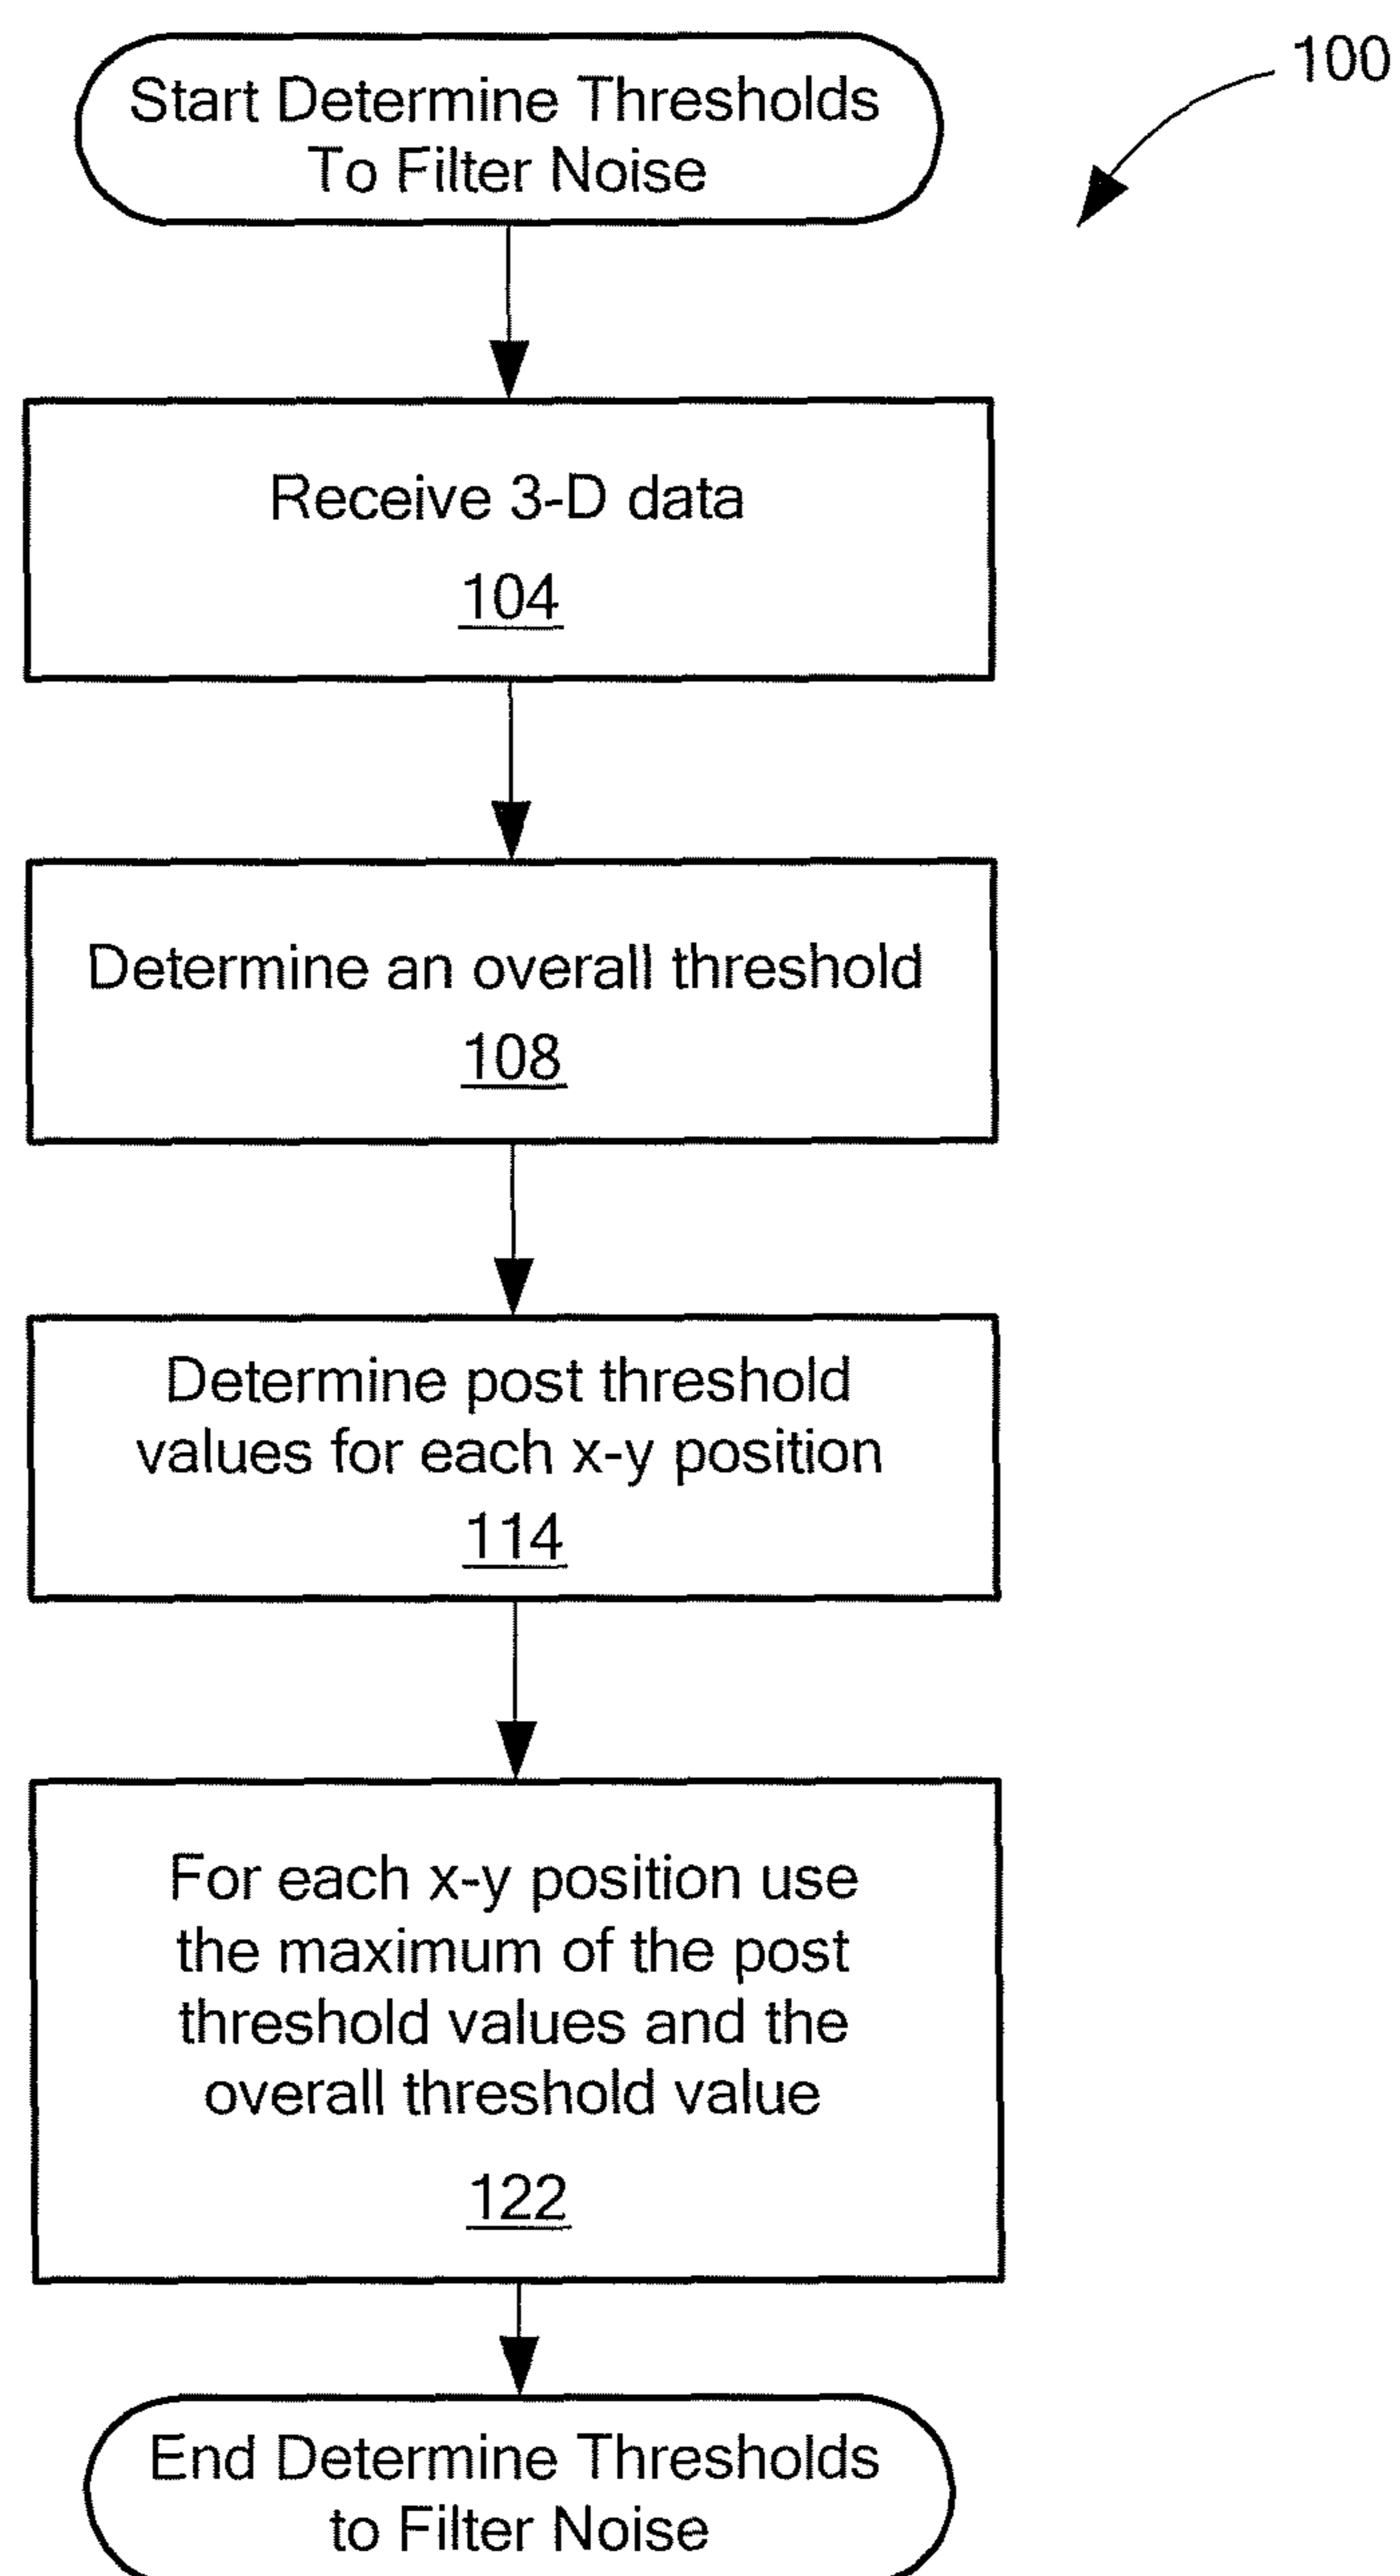 100
Start Determine Thresholds
To Filter Noise
Receive 3-D data
104
Determine an overall threshold
108
Determine post threshold
values for each x-y position
114
For each x-y position use
the maximum of the post
threshold values and the
overall threshold value
122
End Determine Thresholds
to Filter Noise